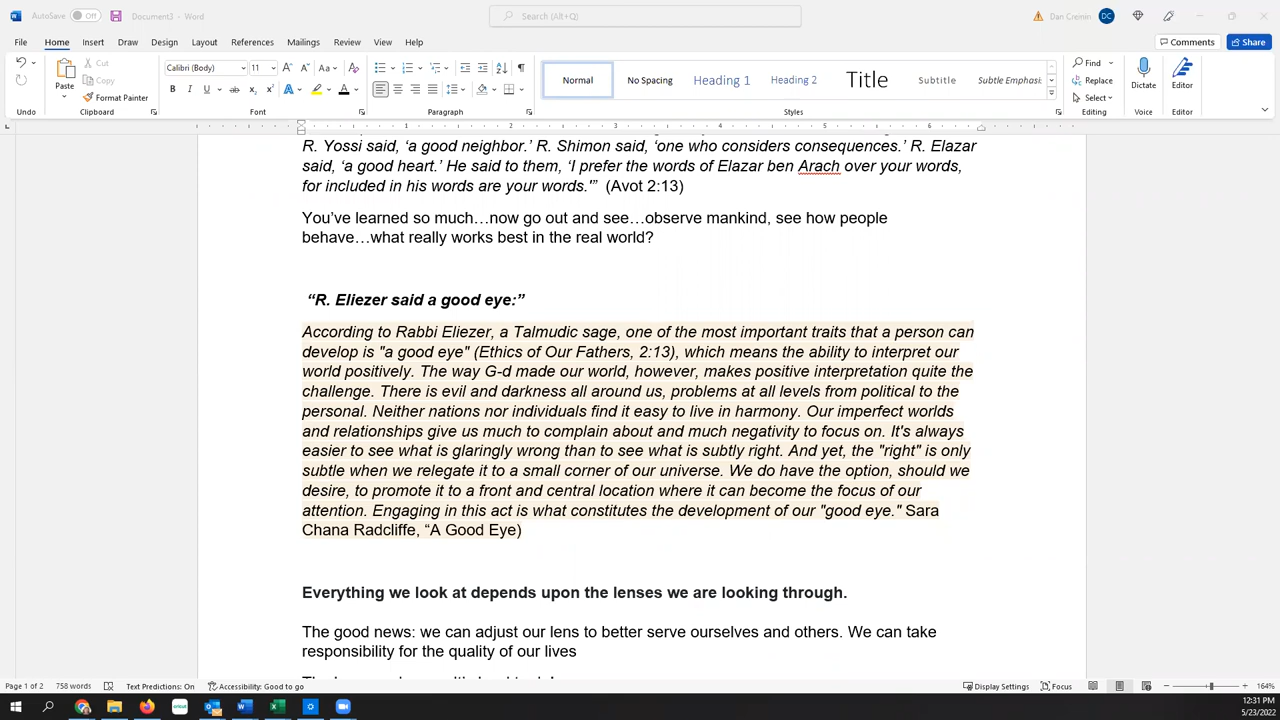 AutoSave Off Document3 - Word Search (Alt+Q) Dan Creimin DC
File Home Insert Draw Design Layout References Mailings Review View Help Comments Share
Paste Cut Copy Format Painter
Calibri (Body) 11
Normal No Spacing Heading 1 Heading 2 Title Subtitle Subtle Emphasi.
Find Replace Select Dictate Editor
Undo Clipboard Font Paragraph Styles Editing Voice Editor
1 2 3 4 5 6
R. Yossi said, ‘a good neighbor.’ R. Shimon said, ‘one who considers consequences.’ R. Elazar
said, ‘a good heart.’ He said to them, ‘I prefer the words of Elazar ben Arach over your words,
for included in his words are your words.'” (Avot 2:13)
You’ve learned so much…now go out and see…observe mankind, see how people
behave…what really works best in the real world?
“R. Eliezer said a good eye:”
According to Rabbi Eliezer, a Talmudic sage, one of the most important traits that a person can
develop is "a good eye" (Ethics of Our Fathers, 2:13), which means the ability to interpret our
world positively. The way G-d made our world, however, makes positive interpretation quite the
challenge. There is evil and darkness all around us, problems at all levels from political to the
personal. Neither nations nor individuals find it easy to live in harmony. Our imperfect worlds
and relationships give us much to complain about and much negativity to focus on. It's always
easier to see what is glaringly wrong than to see what is subtly right. And yet, the "right" is only
subtle when we relegate it to a small corner of our universe. We do have the option, should we
desire, to promote it to a front and central location where it can become the focus of our
attention. Engaging in this act is what constitutes the development of our "good eye." Sara
Chana Radcliffe, “A Good Eye)
Everything we look at depends upon the lenses we are looking through.
The good news: we can adjust our lens to better serve ourselves and others. We can take
responsibility for the quality of our lives
Page 1 of 2 758 words Text Predictions: On Accessibility: Good to go Display Settings Focus 164%
12:31 PM
5/23/2022